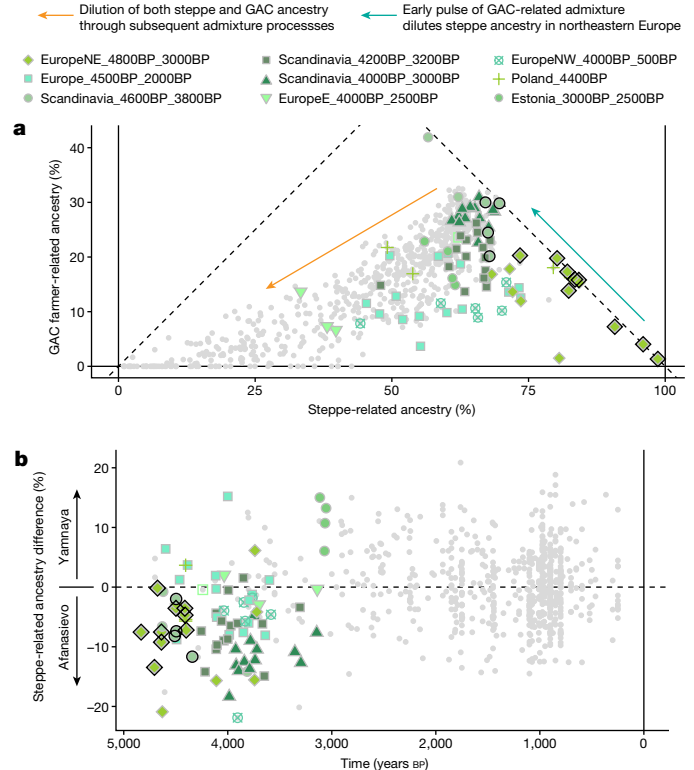 Dilution of both steppe and GAC ancestry
through subsequent admixture processses
Early pulse of GAC-related admixture
dilutes steppe ancestry in northeastern Europe
EuropeNE_4800BP_3000BP
Scandinavia_4200BP_3200BP
EuropeNW_4000BP_500BP
Europe_4500BP_2000BP
Scandinavia_4000BP_3000BP
Poland_4400BP
Scandinavia_4600BP_3800BP
EuropeE_4000BP_2500BP
Estonia_3000BP_2500BP
a
GAC farmer-related ancestry (%)
40
30
20
10
0
0 25 50 75 100
Steppe-related ancestry (%)
b
Steppe-related ancestry difference (%)
Yamnaya
Afanasievo
20
10
0
−10
−20
5,000 4,000 3,000 2,000 1,000 0
Time (years BP)